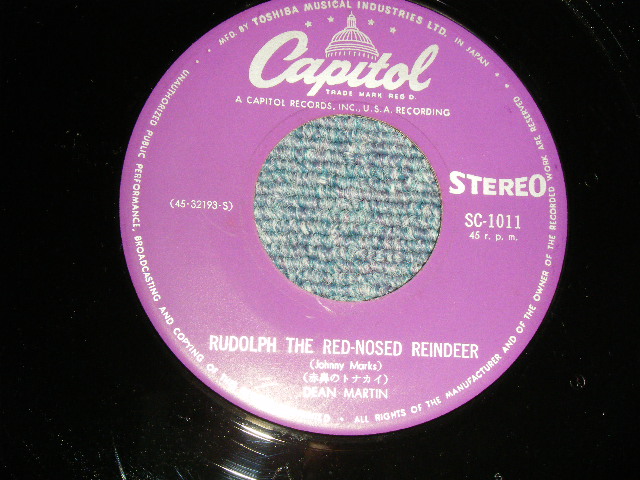 MFD. BY TOSHIBA MUSICAL INDUSTRIES LTD. IN JAPAN
Capitol
TRADE MARK REG'D.
A CAPITOL RECORDS, INC., U.S.A. RECORDING
(45-32193-S)
STEREO
SC-1011
45 r. p. m.
RUDOLPH THE RED-NOSED REINDEER
(Johnny Marks)
(赤鼻のトナカイ)
DEAN MARTIN
UNAUTHORIZED PUBLIC PERFORMANCE, BROADCASTING AND COPYING OF
ALL RIGHTS OF THE MANUFACTURER AND OF THE OWNER OF THE RECORDED WORK ARE RESERVED